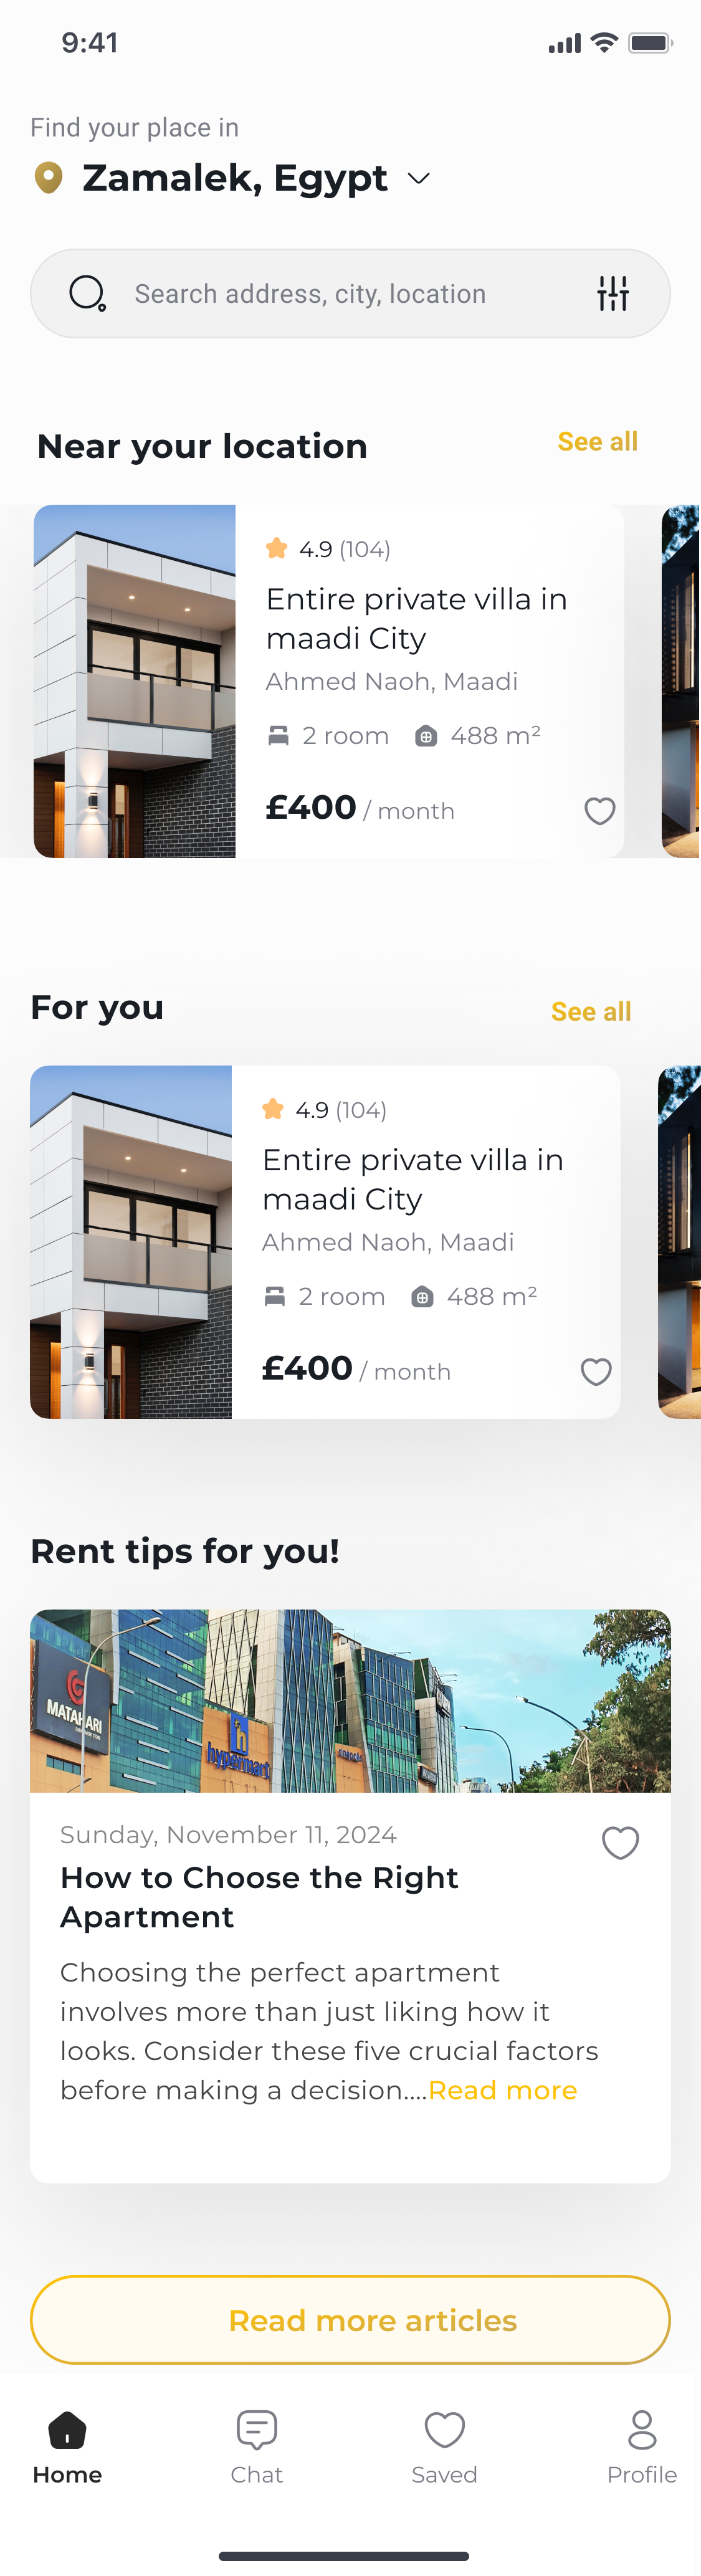 9:41
Find your place in
Zamalek, Egypt
Search address, city, location
Near your location
See all
4.9 (104)
Entire private villa in
maadi City
Ahmed Naoh, Maadi
2 room 488 m²
£400 / month
For you
See all
4.9 (104)
Entire private villa in
maadi City
Ahmed Naoh, Maadi
2 room 488 m²
£400 / month
Rent tips for you!
MATAHARI
hypermart
Sunday, November 11, 2024
How to Choose the Right
Apartment
Choosing the perfect apartment
involves more than just liking how it
looks. Consider these five crucial factors
before making a decision....Read more
Read more articles
Home Chat Saved Profile